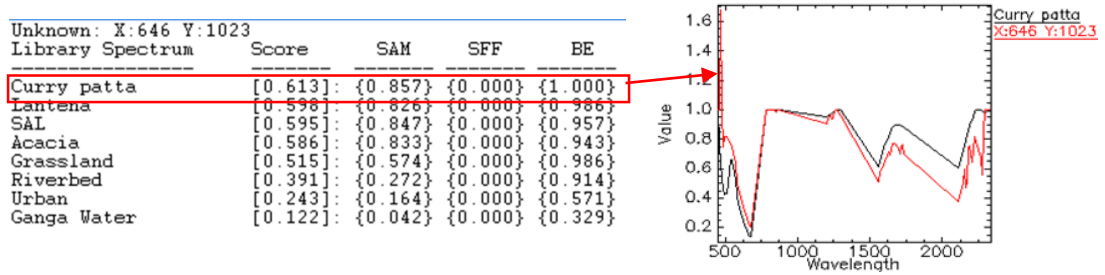 Unknown: X:646 Y:1023
Library Spectrum Score SAM SFF BE
Curry patta [0.613]: {0.857} {0.000} {1.000}
Lantena [0.598]: {0.826} {0.000} {0.986}
SAL [0.595]: {0.847} {0.000} {0.957}
Acacia [0.586]: {0.833} {0.000} {0.943}
Grassland [0.515]: {0.574} {0.000} {0.986}
Riverbed [0.391]: {0.272} {0.000} {0.914}
Urban [0.243]: {0.164} {0.000} {0.571}
Ganga Water [0.122]: {0.042} {0.000} {0.329}
Curry patta
X:646 Y:1023
1.6
1.4
1.2
1.0
0.8
0.6
0.4
0.2
Value
500 1000 1500 2000
Wavelength